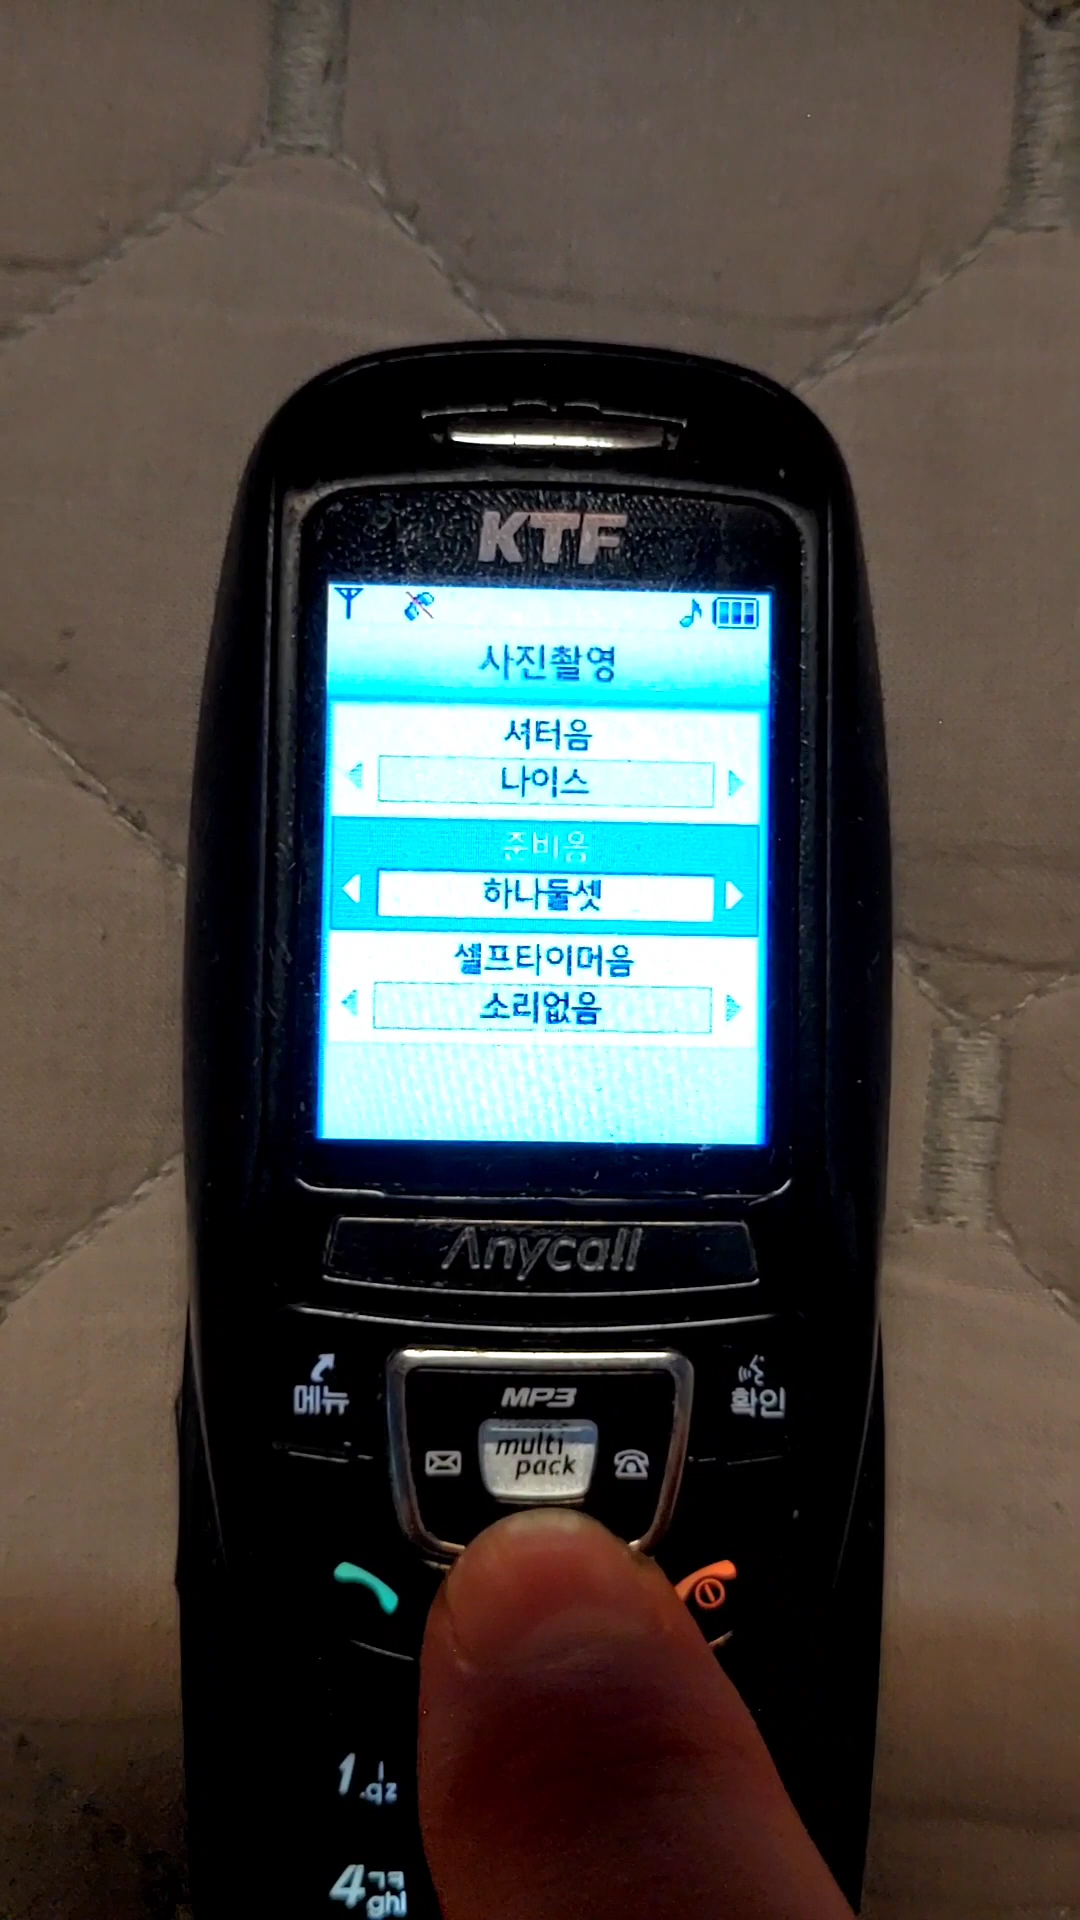 KTF
사진촬영
셔터음
나이스
준비음
하나둘셋
셀프타이머음
소리없음
Anycall
메뉴
MP3
확인
multi
pack
1.qz
4ㄱㅋ
ghi